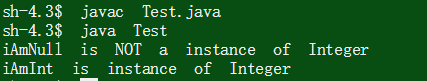 sh-4.3$ javac Test.java
sh-4.3$ java Test
iAmNull is NOT a instance of Integer
iAmInt is instance of Integer